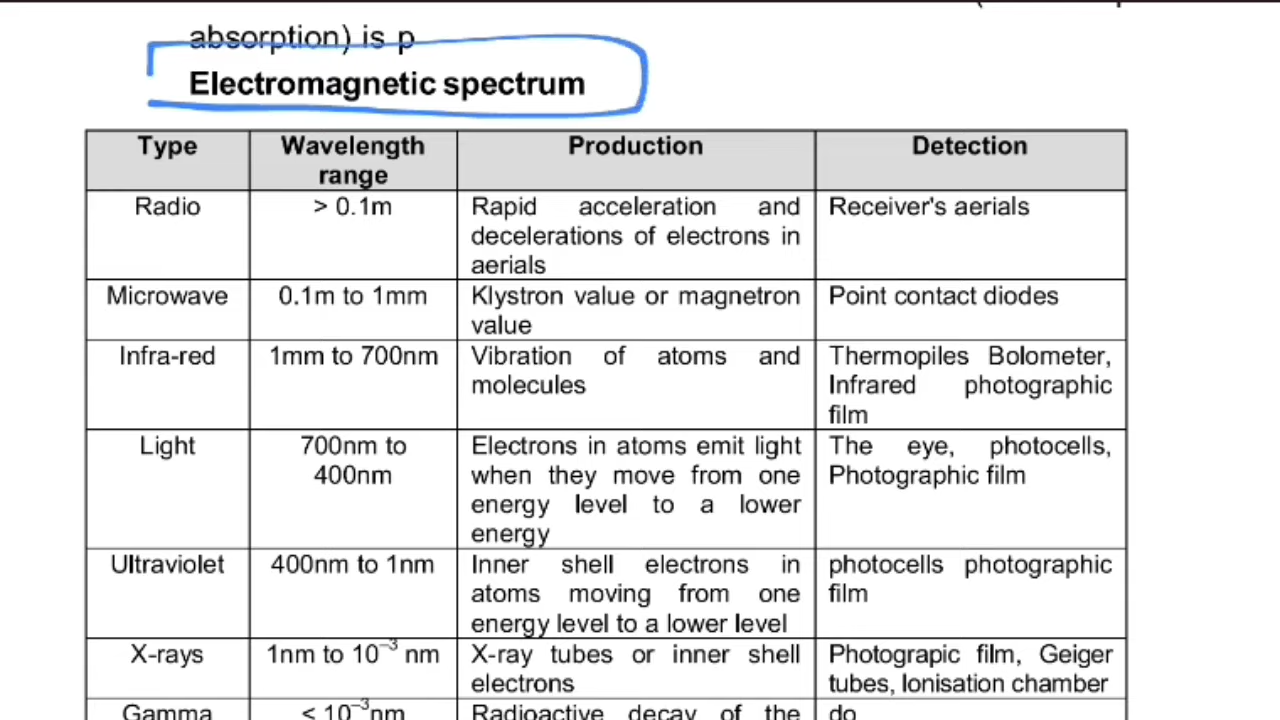 absorption) is p
Electromagnetic spectrum
Type Wavelength range Production Detection
Radio > 0.1m Rapid acceleration and decelerations of electrons in aerials Receiver's aerials
Microwave 0.1m to 1mm Klystron value or magnetron value Point contact diodes
Infra-red 1mm to 700nm Vibration of atoms and molecules Thermopiles Bolometer, Infrared photographic film
Light 700nm to 400nm Electrons in atoms emit light when they move from one energy level to a lower energy The eye, photocells, Photographic film
Ultraviolet 400nm to 1nm Inner shell electrons in atoms moving from one energy level to a lower level photocells photographic film
X-rays 1nm to 10⁻³ nm X-ray tubes or inner shell electrons Photograpic film, Geiger tubes, Ionisation chamber
Gamma < 10⁻³nm Radioactive decay of the do